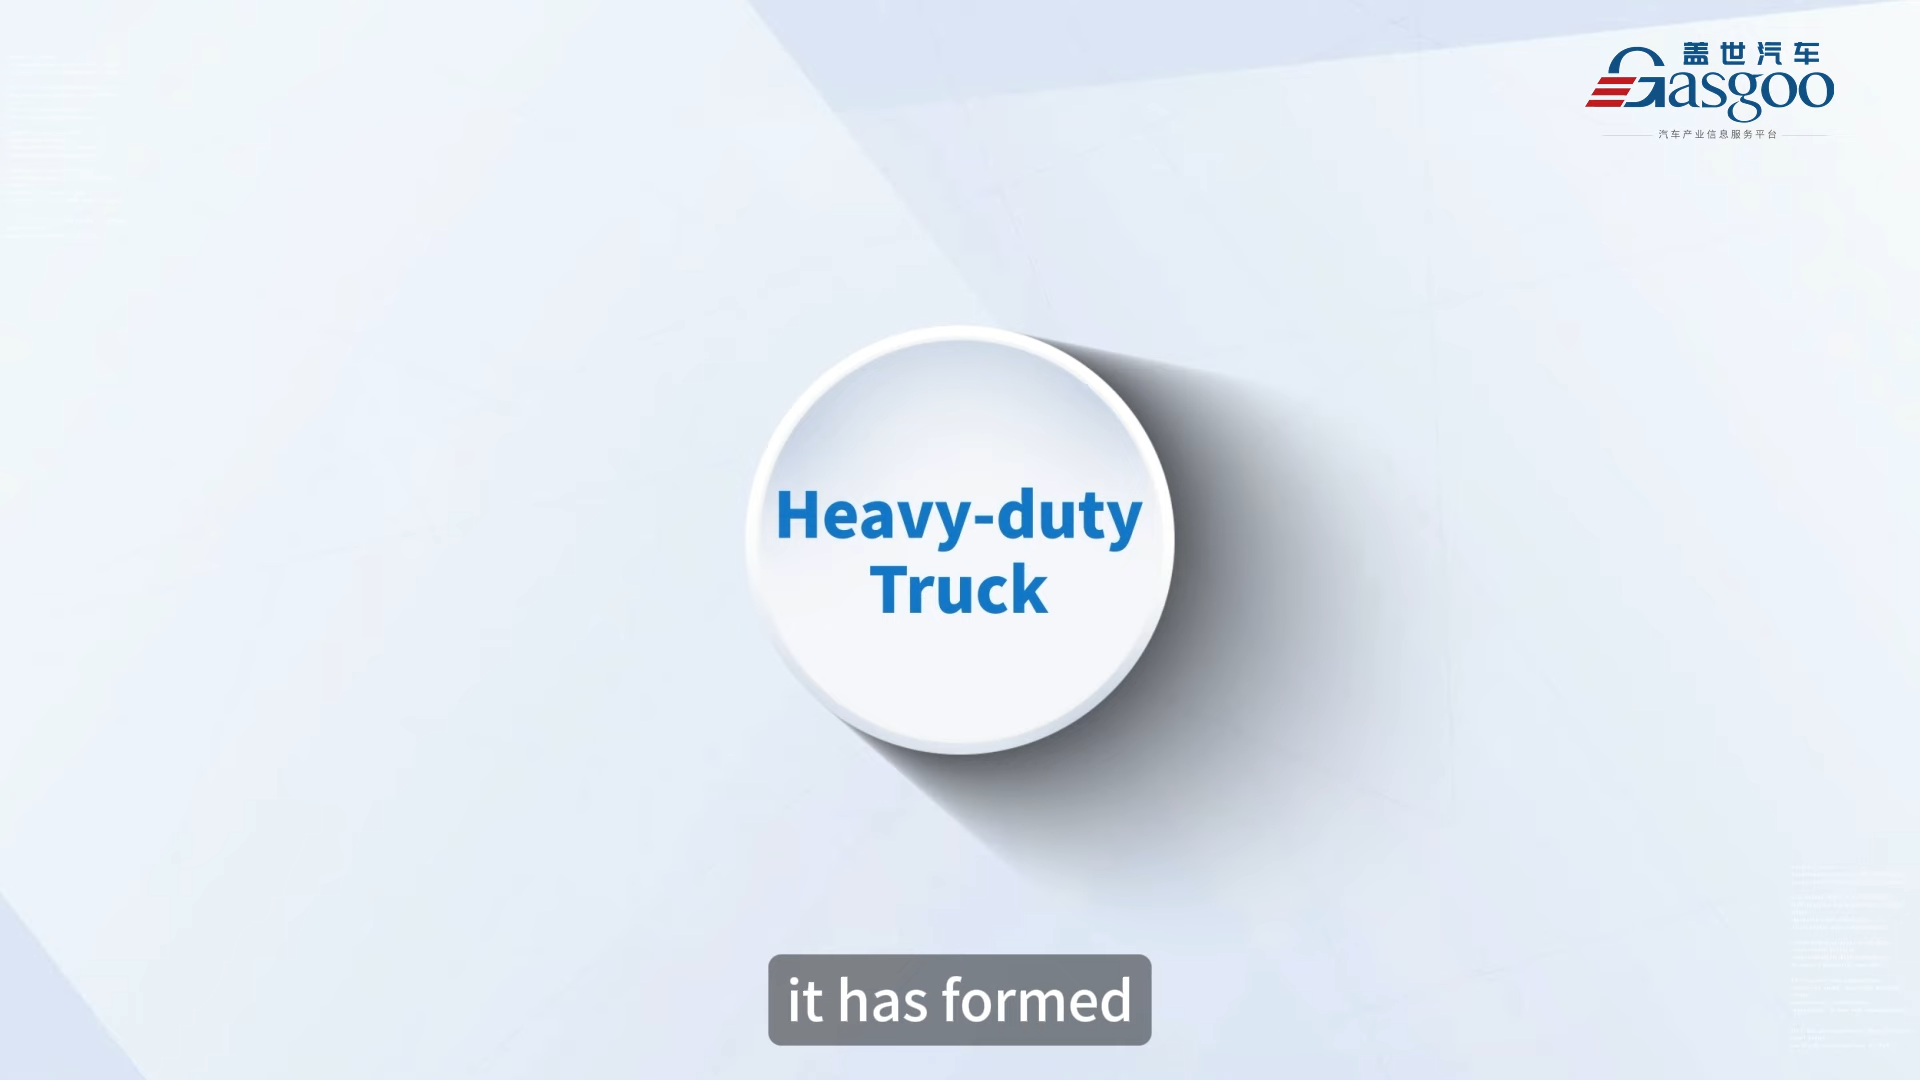 盖世汽车
Gasgoo
汽车产业信息服务平台
Heavy-duty
Truck
it has formed